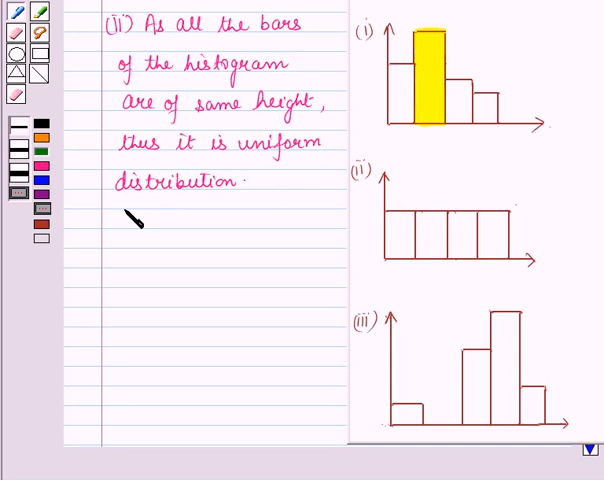 (ii) As all the bars
of the histogram
are of same height,
thus it is uniform
distribution.
(i)
(ii)
(iii)